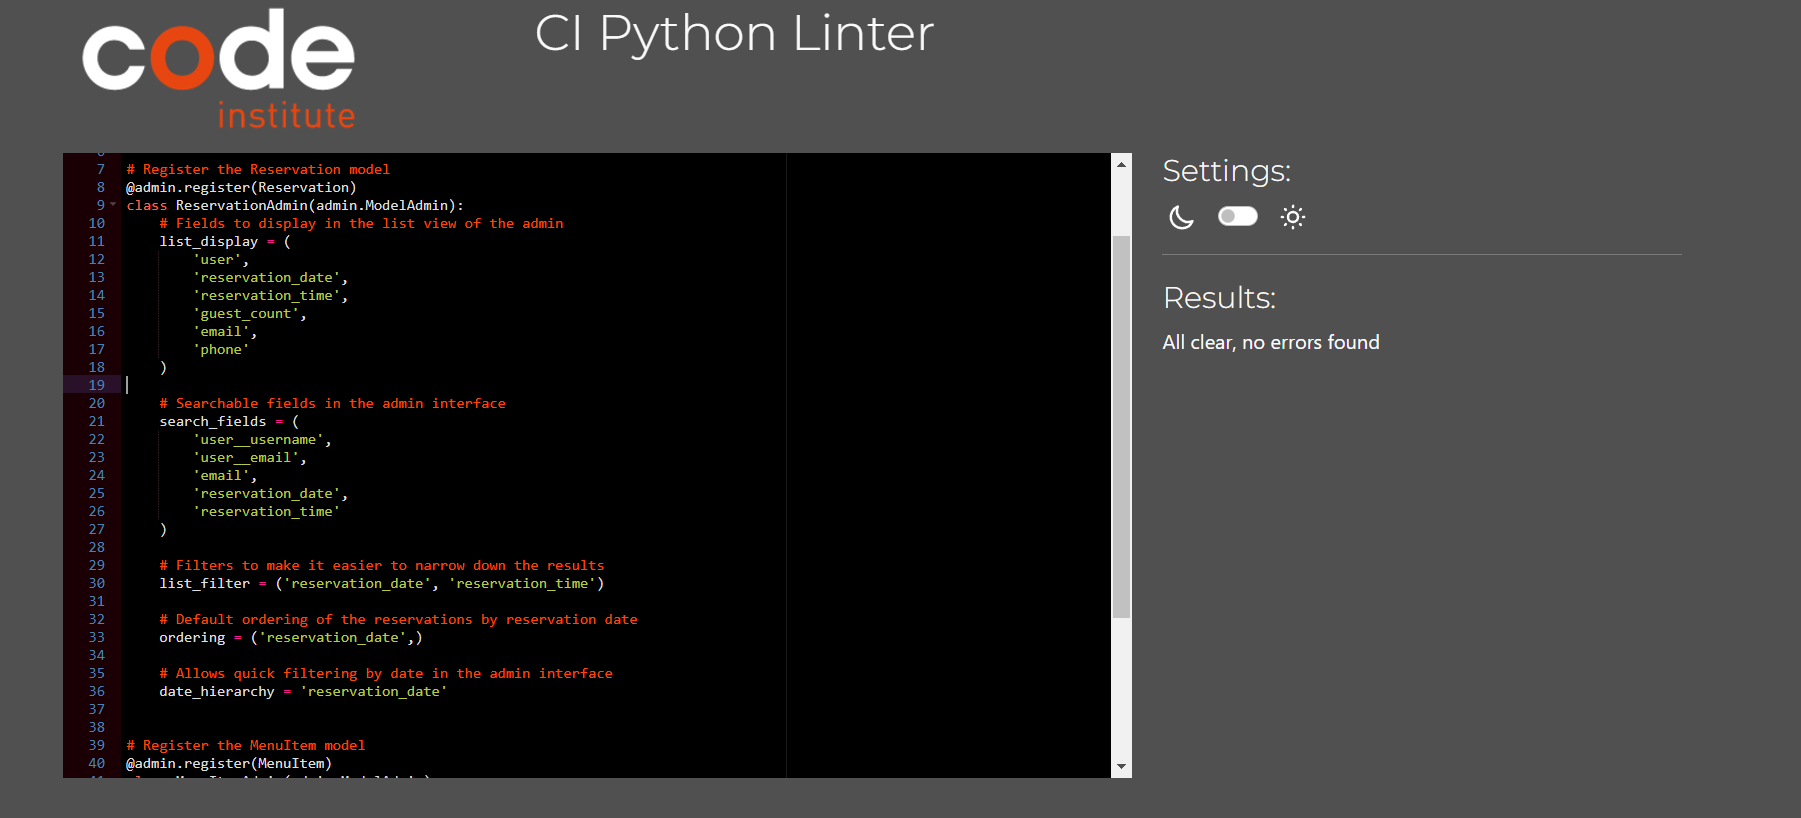 code
institute
CI Python Linter
7 # Register the Reservation model
8 @admin.register(Reservation)
9 class ReservationAdmin(admin.ModelAdmin):
10     # Fields to display in the list view of the admin
11     list_display = (
12         'user',
13         'reservation_date',
14         'reservation_time',
15         'guest_count',
16         'email',
17         'phone'
18     )
19
20     # Searchable fields in the admin interface
21     search_fields = (
22         'user__username',
23         'user__email',
24         'email',
25         'reservation_date',
26         'reservation_time'
27     )
28
29     # Filters to make it easier to narrow down the results
30     list_filter = ('reservation_date', 'reservation_time')
31
32     # Default ordering of the reservations by reservation date
33     ordering = ('reservation_date',)
34
35     # Allows quick filtering by date in the admin interface
36     date_hierarchy = 'reservation_date'
37
38
39 # Register the MenuItem model
40 @admin.register(MenuItem)
Settings:
Results:
All clear, no errors found